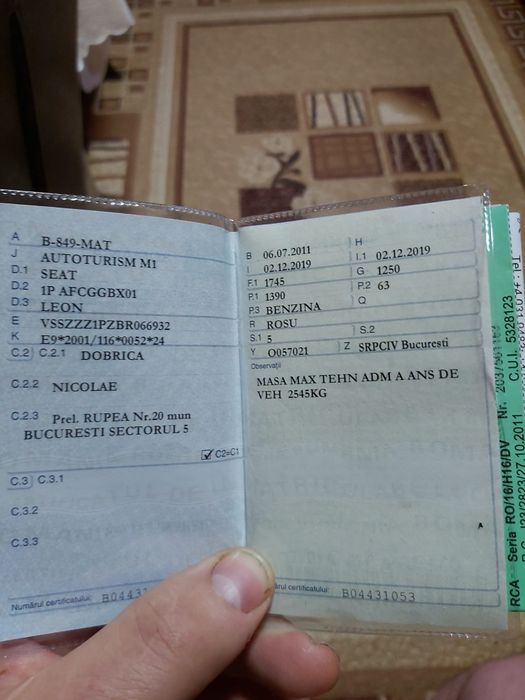 A B-849-MAT
J AUTOTURISM M1
D.1 SEAT
D.2 1P AFCGGBX01
D.3 LEON
E VSSZZZ1PZBR066932
K E9*2001/116*0052*24
C.2) C.2.1 DOBRICA
C.2.2 NICOLAE
C.2.3 Prel. RUPEA Nr.20 mun
BUCURESTI SECTORUL 5
C2=C1
C.3) C.3.1
C.3.2
C.3.3
Numărul certificatului: B04431
B 06.07.2011 H
I 02.12.2019 I.1 02.12.2019
F.1 1745 G 1250
P.1 1390 P.2 63
P.3 BENZINA Q
R ROSU
S.1 5 S.2
Y O057021 Z SRPCIV Bucuresti
Observații
MASA MAX TEHN ADM A ANS DE
VEH 2545KG
A
rul certificatului: B04431053
RCA Seria RO/16/H16/DV Nr.
C.U.I. 5328123